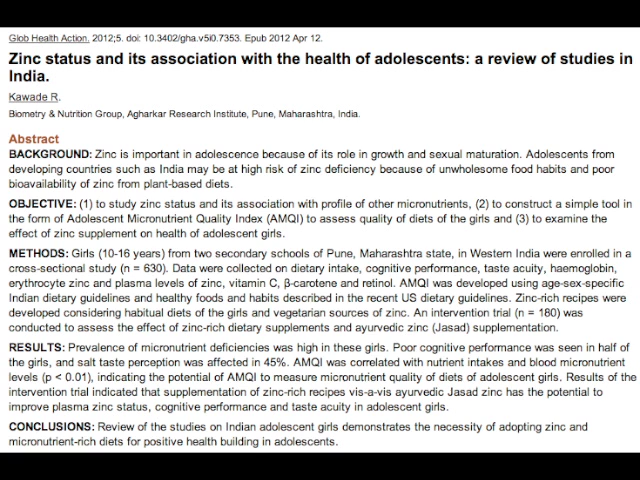 Glob Health Action. 2012;5. doi: 10.3402/gha.v5i0.7353. Epub 2012 Apr 12.
Zinc status and its association with the health of adolescents: a review of studies in
India.
Kawade R.
Biometry & Nutrition Group, Agharkar Research Institute, Pune, Maharashtra, India.
Abstract
BACKGROUND: Zinc is important in adolescence because of its role in growth and sexual maturation. Adolescents from
developing countries such as India may be at high risk of zinc deficiency because of unwholesome food habits and poor
bioavailability of zinc from plant-based diets.
OBJECTIVE: (1) to study zinc status and its association with profile of other micronutrients, (2) to construct a simple tool in
the form of Adolescent Micronutrient Quality Index (AMQI) to assess quality of diets of the girls and (3) to examine the
effect of zinc supplement on health of adolescent girls.
METHODS: Girls (10-16 years) from two secondary schools of Pune, Maharashtra state, in Western India were enrolled in a
cross-sectional study (n = 630). Data were collected on dietary intake, cognitive performance, taste acuity, haemoglobin,
erythrocyte zinc and plasma levels of zinc, vitamin C, β-carotene and retinol. AMQI was developed using age-sex-specific
Indian dietary guidelines and healthy foods and habits described in the recent US dietary guidelines. Zinc-rich recipes were
developed considering habitual diets of the girls and vegetarian sources of zinc. An intervention trial (n = 180) was
conducted to assess the effect of zinc-rich dietary supplements and ayurvedic zinc (Jasad) supplementation.
RESULTS: Prevalence of micronutrient deficiencies was high in these girls. Poor cognitive performance was seen in half of
the girls, and salt taste perception was affected in 45%. AMQI was correlated with nutrient intakes and blood micronutrient
levels (p < 0.01), indicating the potential of AMQI to measure micronutrient quality of diets of adolescent girls. Results of the
intervention trial indicated that supplementation of zinc-rich recipes vis-a-vis ayurvedic Jasad zinc has the potential to
improve plasma zinc status, cognitive performance and taste acuity in adolescent girls.
CONCLUSIONS: Review of the studies on Indian adolescent girls demonstrates the necessity of adopting zinc and
micronutrient-rich diets for positive health building in adolescents.